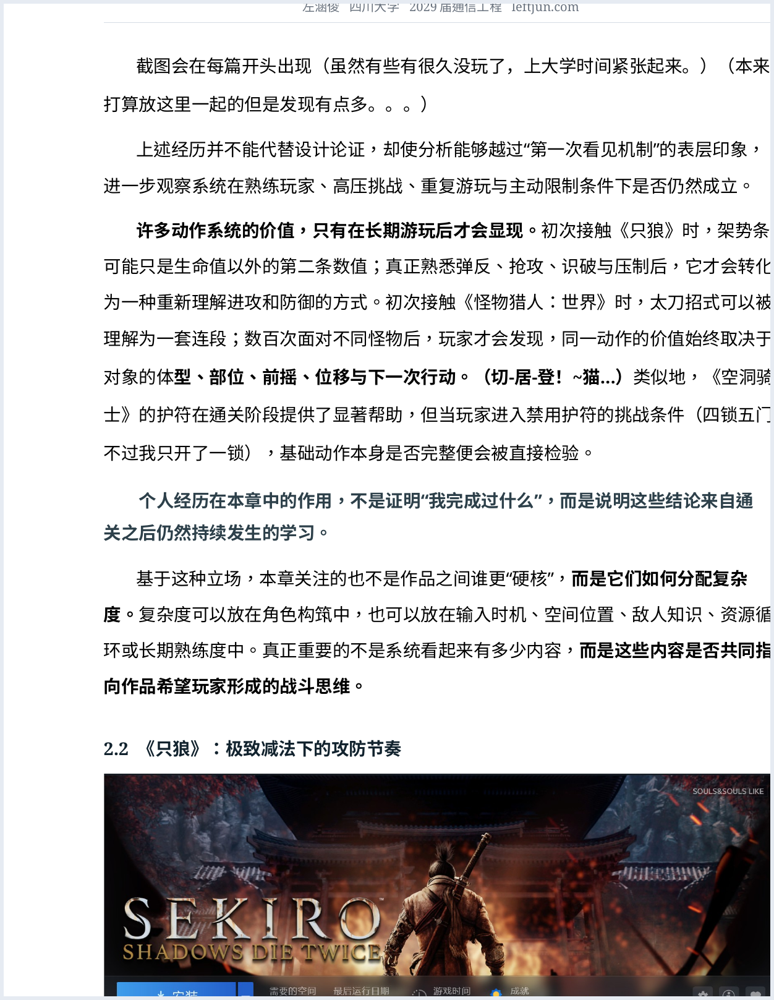 左涵俊 四川大学 2029 届通信工程 leftjun.com
截图会在每篇开头出现（虽然有些有很久没玩了，上大学时间紧张起来。）（本来
打算放这里一起的但是发现有点多。。。）
上述经历并不能代替设计论证，却使分析能够越过“第一次看见机制”的表层印象，
进一步观察系统在熟练玩家、高压挑战、重复游玩与主动限制条件下是否仍然成立。
许多动作系统的价值，只有在长期游玩后才会显现。初次接触《只狼》时，架势条
可能只是生命值以外的第二条数值；真正熟悉弹反、抢攻、识破与压制后，它才会转化
为一种重新理解进攻和防御的方式。初次接触《怪物猎人：世界》时，太刀招式可以被
理解为一套连段；数百次面对不同怪物后，玩家才会发现，同一动作的价值始终取决于
对象的体型、部位、前摇、位移与下一次行动。（切-居-登！~猫...）类似地，《空洞骑
士》的护符在通关阶段提供了显著帮助，但当玩家进入禁用护符的挑战条件（四锁五门
不过我只开了一锁），基础动作本身是否完整便会被直接检验。
个人经历在本章中的作用，不是证明“我完成过什么”，而是说明这些结论来自通
关之后仍然持续发生的学习。
基于这种立场，本章关注的也不是作品之间谁更“硬核”，而是它们如何分配复杂
度。复杂度可以放在角色构筑中，也可以放在输入时机、空间位置、敌人知识、资源循
环或长期熟练度中。真正重要的不是系统看起来有多少内容，而是这些内容是否共同指
向作品希望玩家形成的战斗思维。
2.2 《只狼》：极致减法下的攻防节奏
SOULS&SOULS LIKE
SEKIRO™
SHADOWS DIE TWICE
安装 需要的空间 最后运行日期 游戏时间 成就